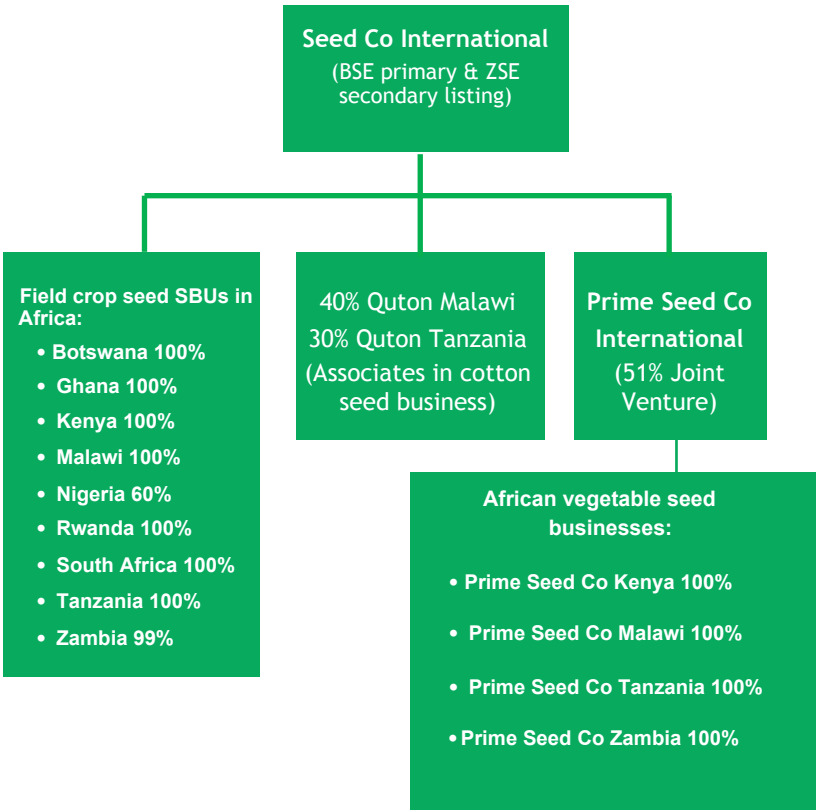 Seed Co International
(BSE primary & ZSE
secondary listing)
Field crop seed SBUs in
Africa:
• Botswana 100%
• Ghana 100%
• Kenya 100%
• Malawi 100%
• Nigeria 60%
• Rwanda 100%
• South Africa 100%
• Tanzania 100%
• Zambia 99%
40% Quton Malawi
30% Quton Tanzania
(Associates in cotton
seed business)
Prime Seed Co
International
(51% Joint
Venture)
African vegetable seed
businesses:
• Prime Seed Co Kenya 100%
• Prime Seed Co Malawi 100%
• Prime Seed Co Tanzania 100%
• Prime Seed Co Zambia 100%